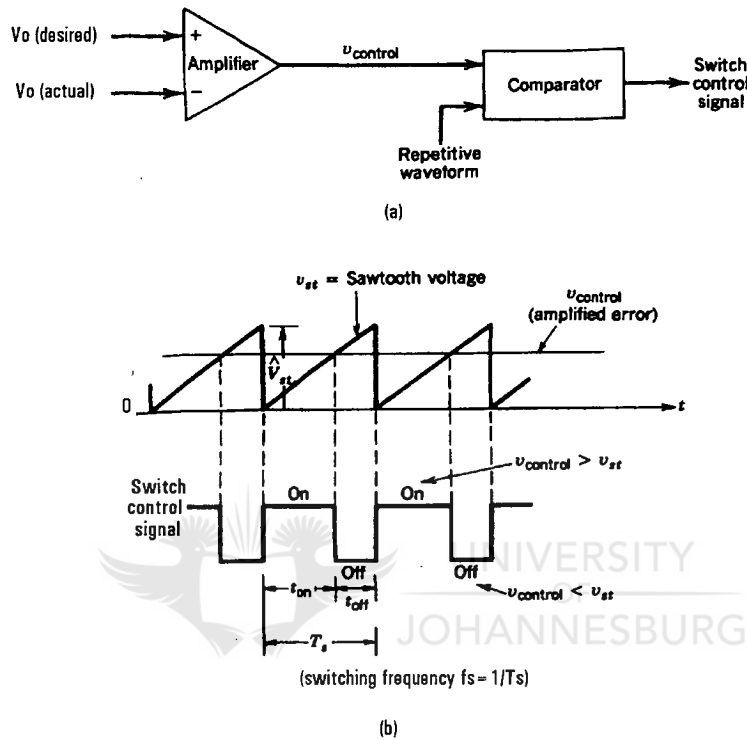 Vo (desired)
+
Amplifier
Vo (actual)
−
υcontrol
Comparator
Switch
control
signal
Repetitive
waveform
(a)
υst = Sawtooth voltage
υcontrol
(amplified error)
V̂st
0
t
υcontrol > υst
Switch
control
signal
On
On
Off
Off
υcontrol < υst
ton
toff
Ts
UNIVERSITY
OF
JOHANNESBURG
(switching frequency fs = 1/Ts)
(b)